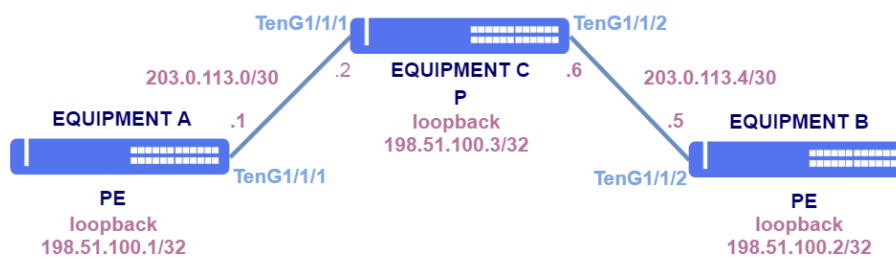 TenG1/1/1
TenG1/1/2
203.0.113.0/30
.2
EQUIPMENT C
.6
203.0.113.4/30
P
loopback
198.51.100.3/32
EQUIPMENT A
.1
.5
EQUIPMENT B
TenG1/1/1
TenG1/1/2
PE
loopback
198.51.100.1/32
PE
loopback
198.51.100.2/32